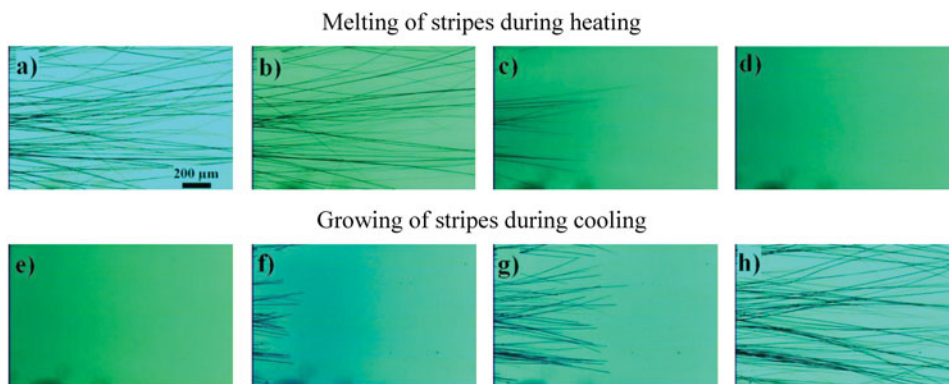 Melting of stripes during heating
a)
b)
c)
d)
200 µm
Growing of stripes during cooling
e)
f)
g)
h)